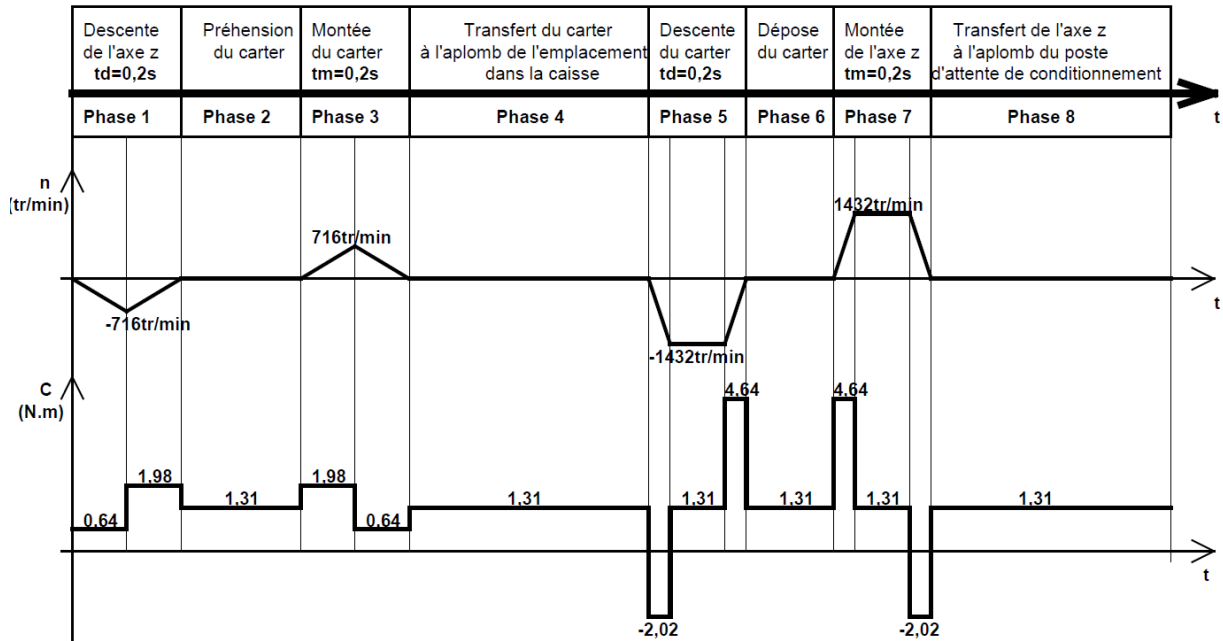 Descente
de l'axe z
td=0,2s
Préhension
du carter
Montée
du carter
tm=0,2s
Transfert du carter
à l'aplomb de l'emplacement
dans la caisse
Descente
du carter
td=0,2s
Dépose
du carter
Montée
de l'axe z
tm=0,2s
Transfert de l'axe z
à l'aplomb du poste
d'attente de conditionnement
Phase 1
Phase 2
Phase 3
Phase 4
Phase 5
Phase 6
Phase 7
Phase 8
t
n
(tr/min)
-716tr/min
716tr/min
-1432tr/min
1432tr/min
t
C
(N.m)
0,64
1,98
1,31
1,98
0,64
1,31
-2,02
1,31
4,64
1,31
4,64
1,31
-2,02
1,31
t